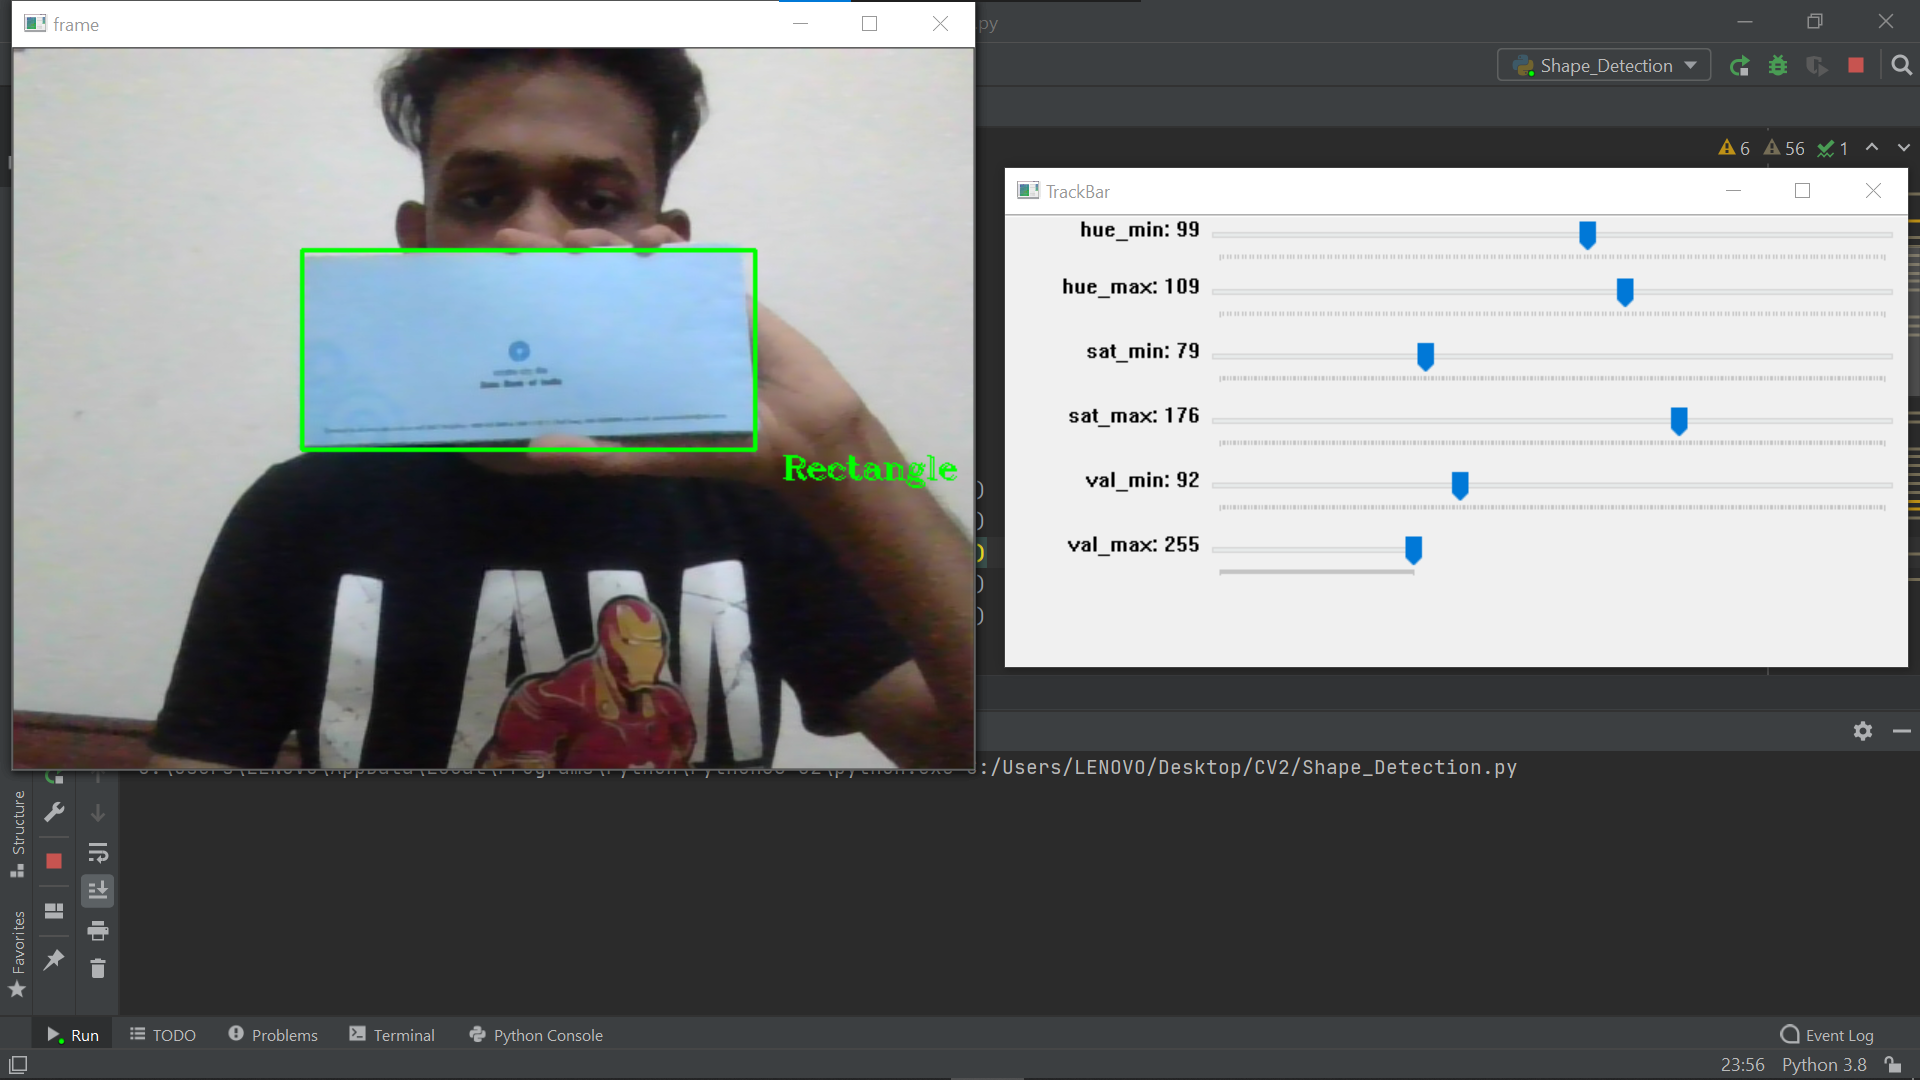 frame
Rectangle
I AM
.py
Shape_Detection
6
56
1
TrackBar
hue_min: 99
hue_max: 109
sat_min: 79
sat_max: 176
val_min: 92
val_max: 255
)
)
)
)
)
:/Users/LENOVO/Desktop/CV2/Shape_Detection.py
Structure
Favorites
Run
TODO
Problems
Terminal
Python Console
Event Log
23:56
Python 3.8